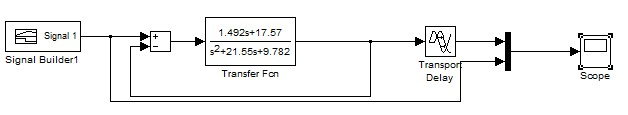 Signal 1
Signal Builder1
+
−
1.492s+17.57
s2+21.55s+9.782
Transfer Fcn
Transport
Delay
Scope